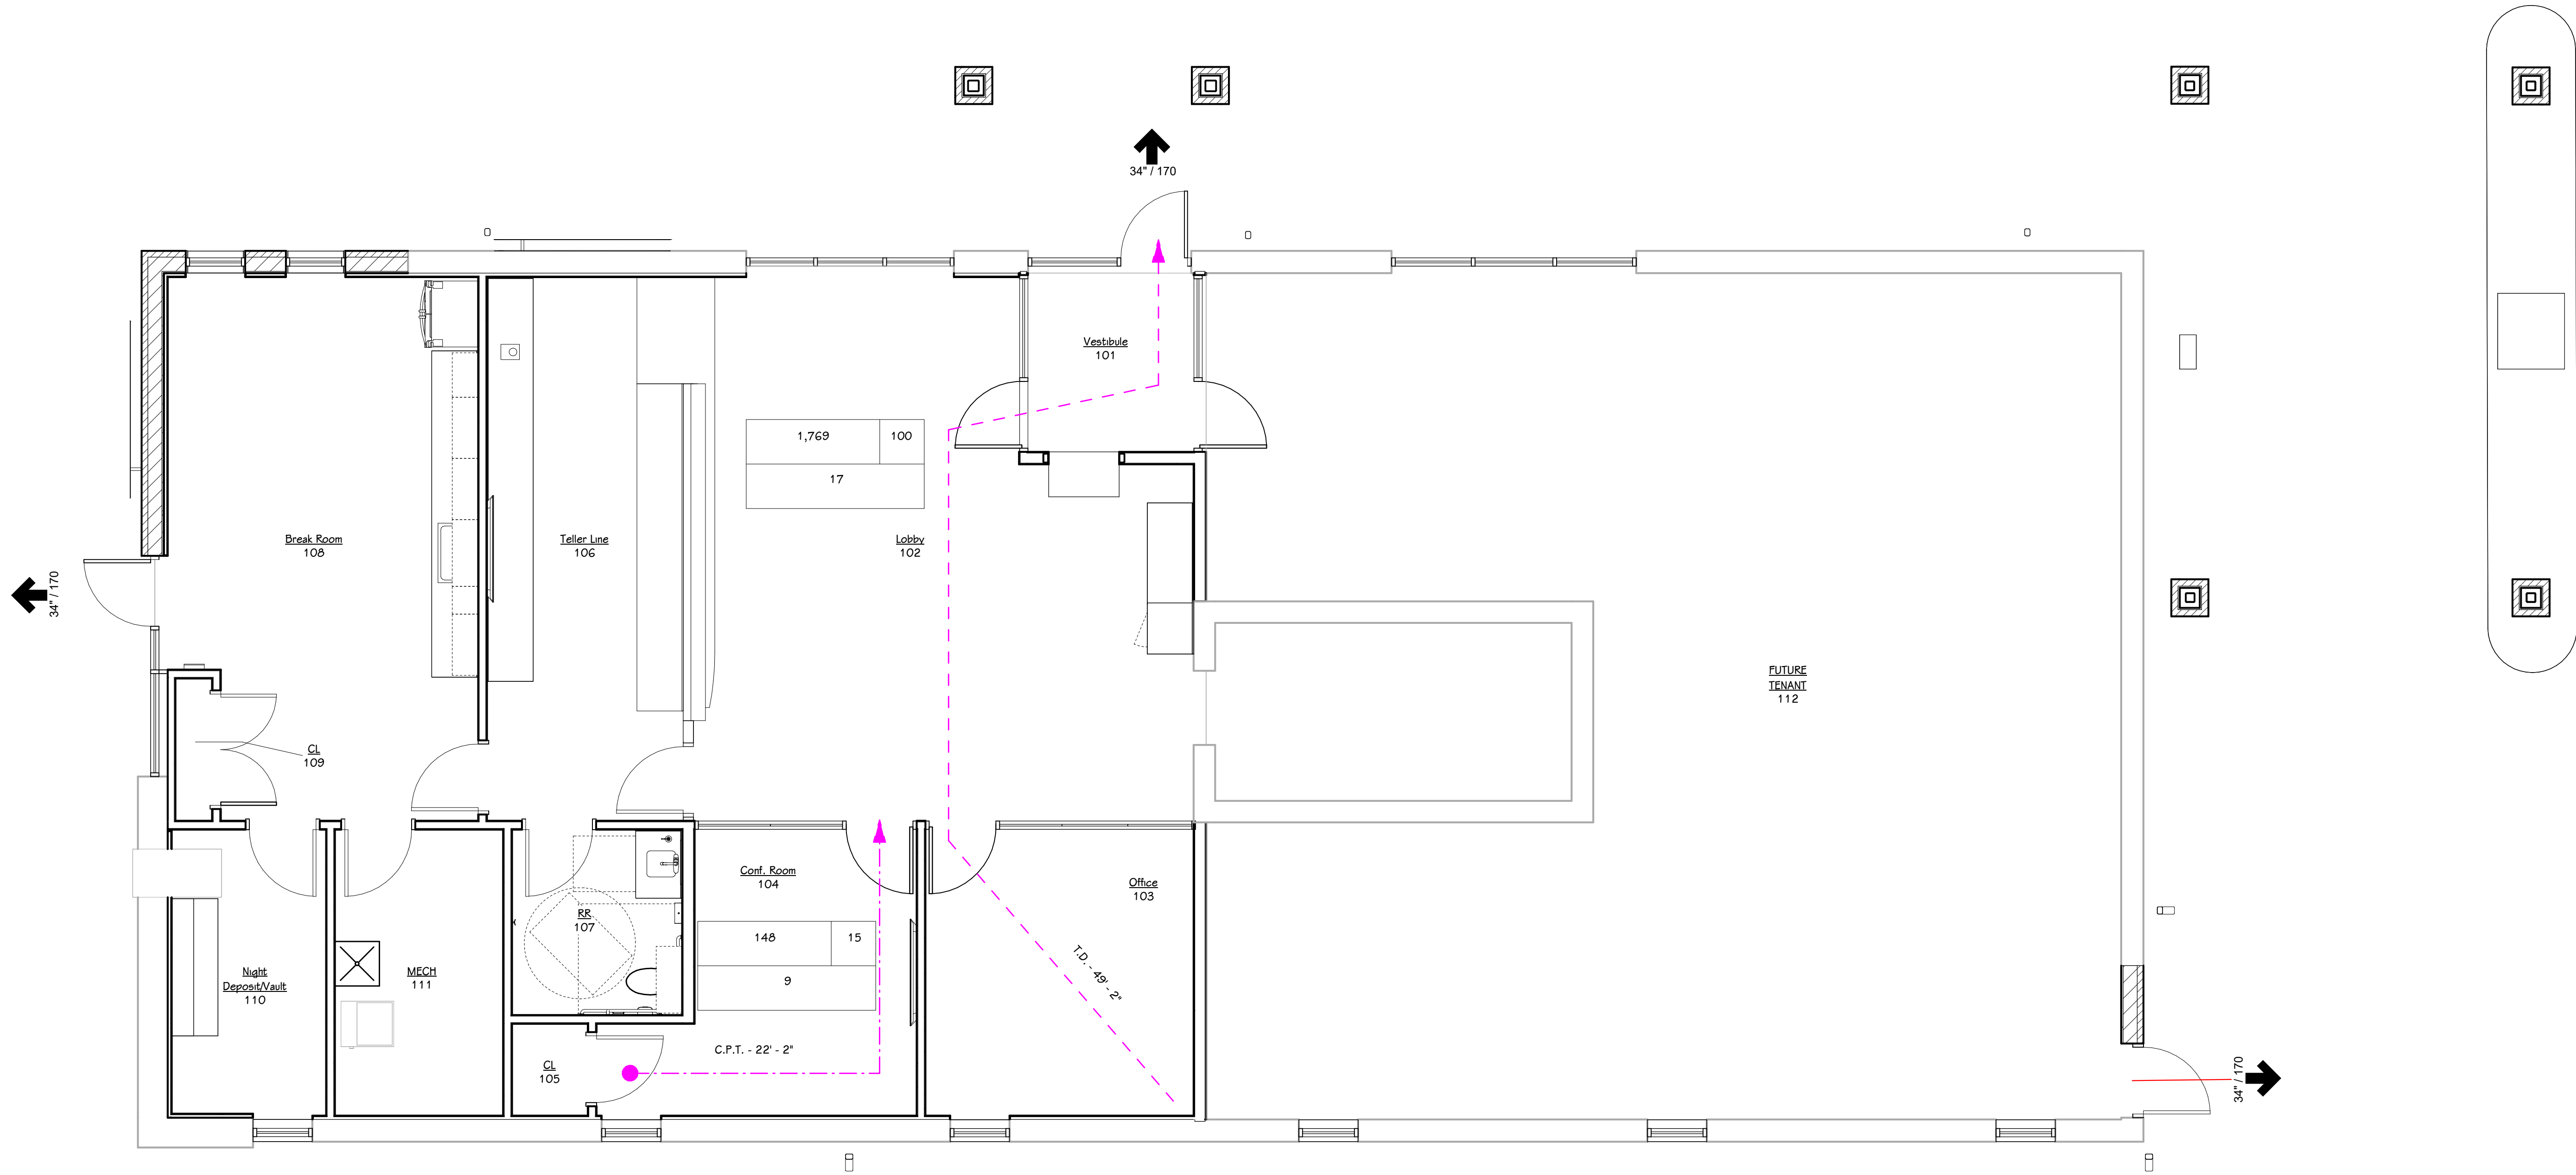 34" / 170
Vestibule
101
1,769 100
17
Break Room
108
Teller Line
106
Lobby
102
34" / 170
FUTURE
TENANT
112
CL
109
Conf. Room
104
Office
103
RR
107
148 15
9
T.D. - 49' - 2"
Night
Deposit/Vault
110
MECH
111
C.P.T. - 22' - 2"
CL
105
34" / 170